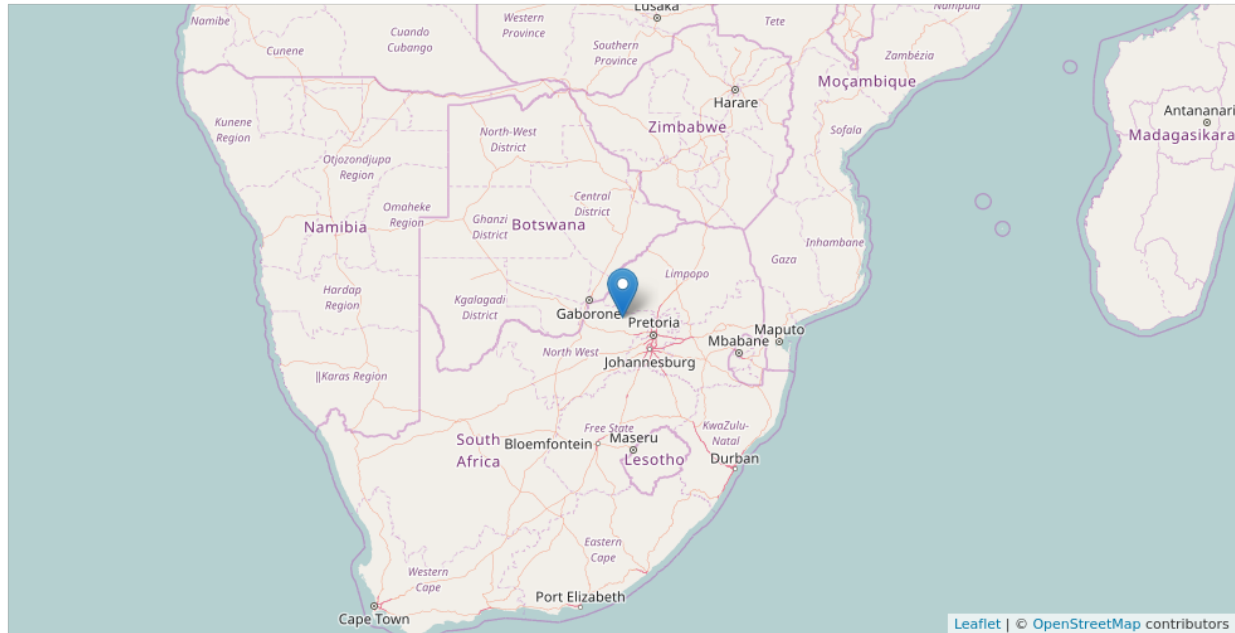 Lusaka
Namibe
Western
Province
Tete
Nampula
Cuando
Cubango
Cunene
Southern
Province
Zambézia
Moçambique
Harare
Kunene
Region
North-West
District
Zimbabwe
Sofala
Antananari
Madagasikara
Otjozondjupa
Region
Central
District
Omaheke
Region
Ghanzi
District
Botswana
Namibia
Inhambane
Gaza
Limpopo
Hardap
Region
Kgalagadi
District
Gaborone
Pretoria
Maputo
Mbabane
North West
Johannesburg
||Karas Region
Free State
KwaZulu-
Natal
South
Africa
Bloemfontein
Maseru
Lesotho
Durban
Eastern
Cape
Western
Cape
Port Elizabeth
Cape Town
Leaflet | © OpenStreetMap contributors